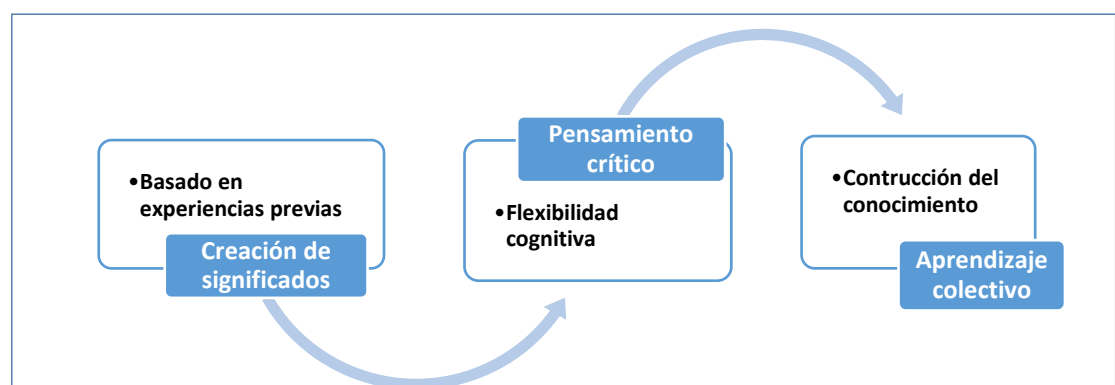 •Basado en
experiencias previas
Creación de
significados
Pensamiento
crítico
•Flexibilidad
cognitiva
•Contrucción del
conocimiento
Aprendizaje
colectivo